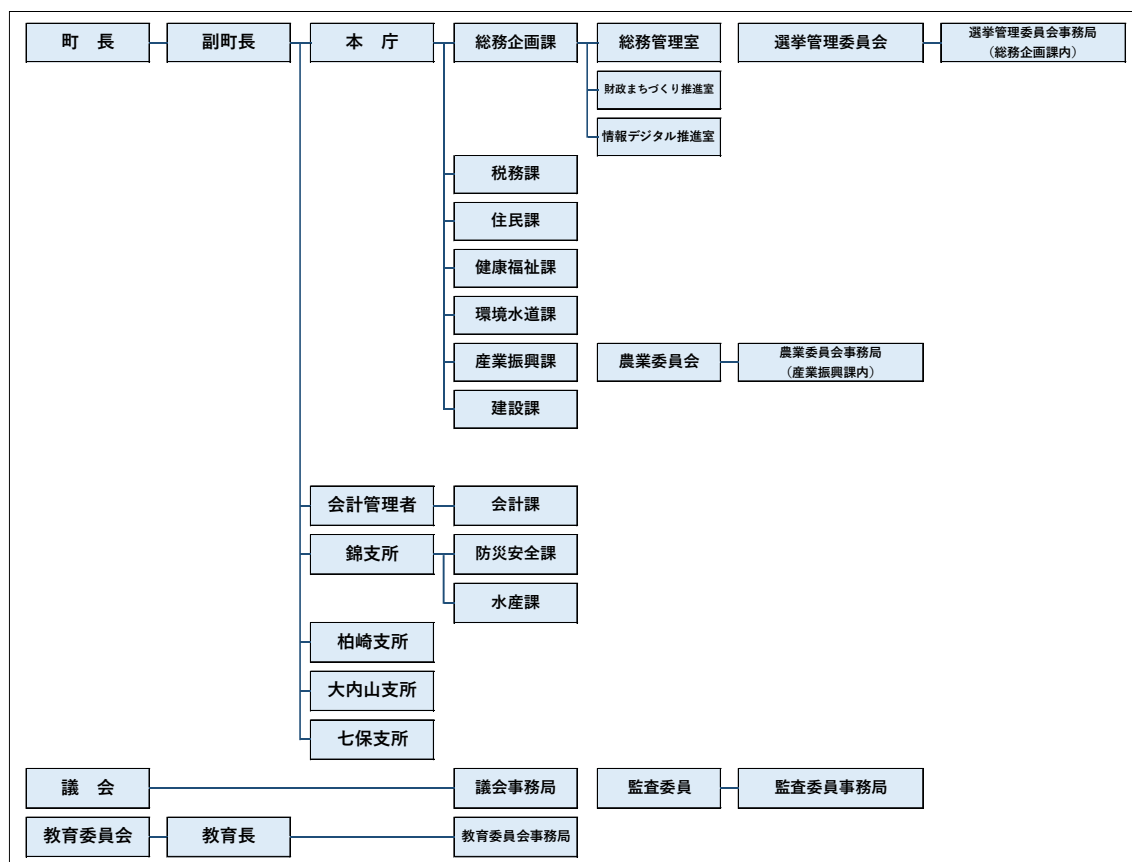 町　長
副町長
本　庁
総務企画課
総務管理室
選挙管理委員会
選挙管理委員会事務局
（総務企画課内）
財政まちづくり推進室
情報デジタル推進室
税務課
住民課
健康福祉課
環境水道課
産業振興課
農業委員会
農業委員会事務局
（産業振興課内）
建設課
会計管理者
会計課
錦支所
防災安全課
水産課
柏崎支所
大内山支所
七保支所
議　会
議会事務局
監査委員
監査委員事務局
教育委員会
教育長
教育委員会事務局